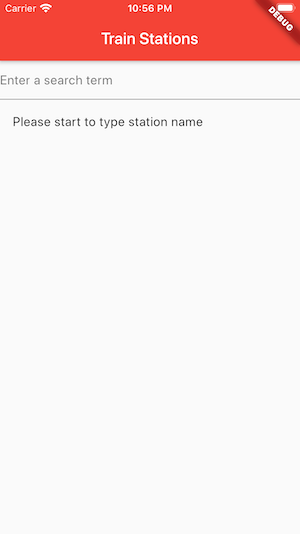 Carrier 10:56 PM
DEBUG
Train Stations
Enter a search term
Please start to type station name